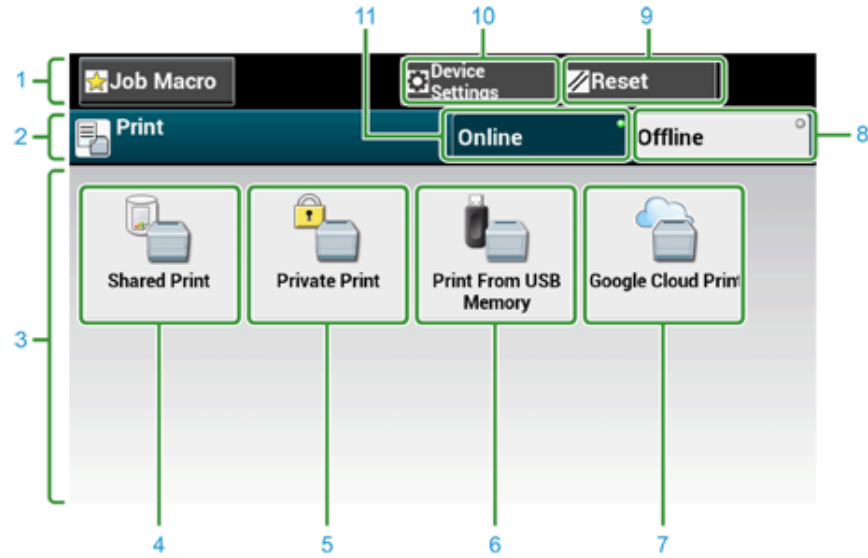 11 10 9
1 Job Macro Device Settings Reset
2 Print Online Offline 8
Shared Print Private Print Print From USB Memory Google Cloud Print
3
4 5 6 7